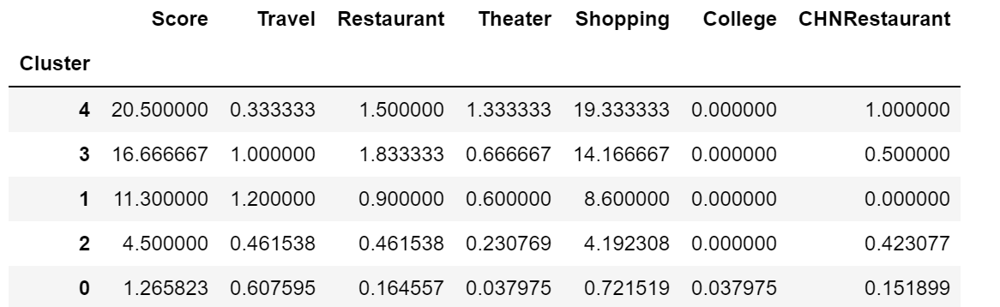 Score Travel Restaurant Theater Shopping College CHNRestaurant
Cluster
4 20.500000 0.333333 1.500000 1.333333 19.333333 0.000000 1.000000
3 16.666667 1.000000 1.833333 0.666667 14.166667 0.000000 0.500000
1 11.300000 1.200000 0.900000 0.600000 8.600000 0.000000 0.000000
2 4.500000 0.461538 0.461538 0.230769 4.192308 0.000000 0.423077
0 1.265823 0.607595 0.164557 0.037975 0.721519 0.037975 0.151899